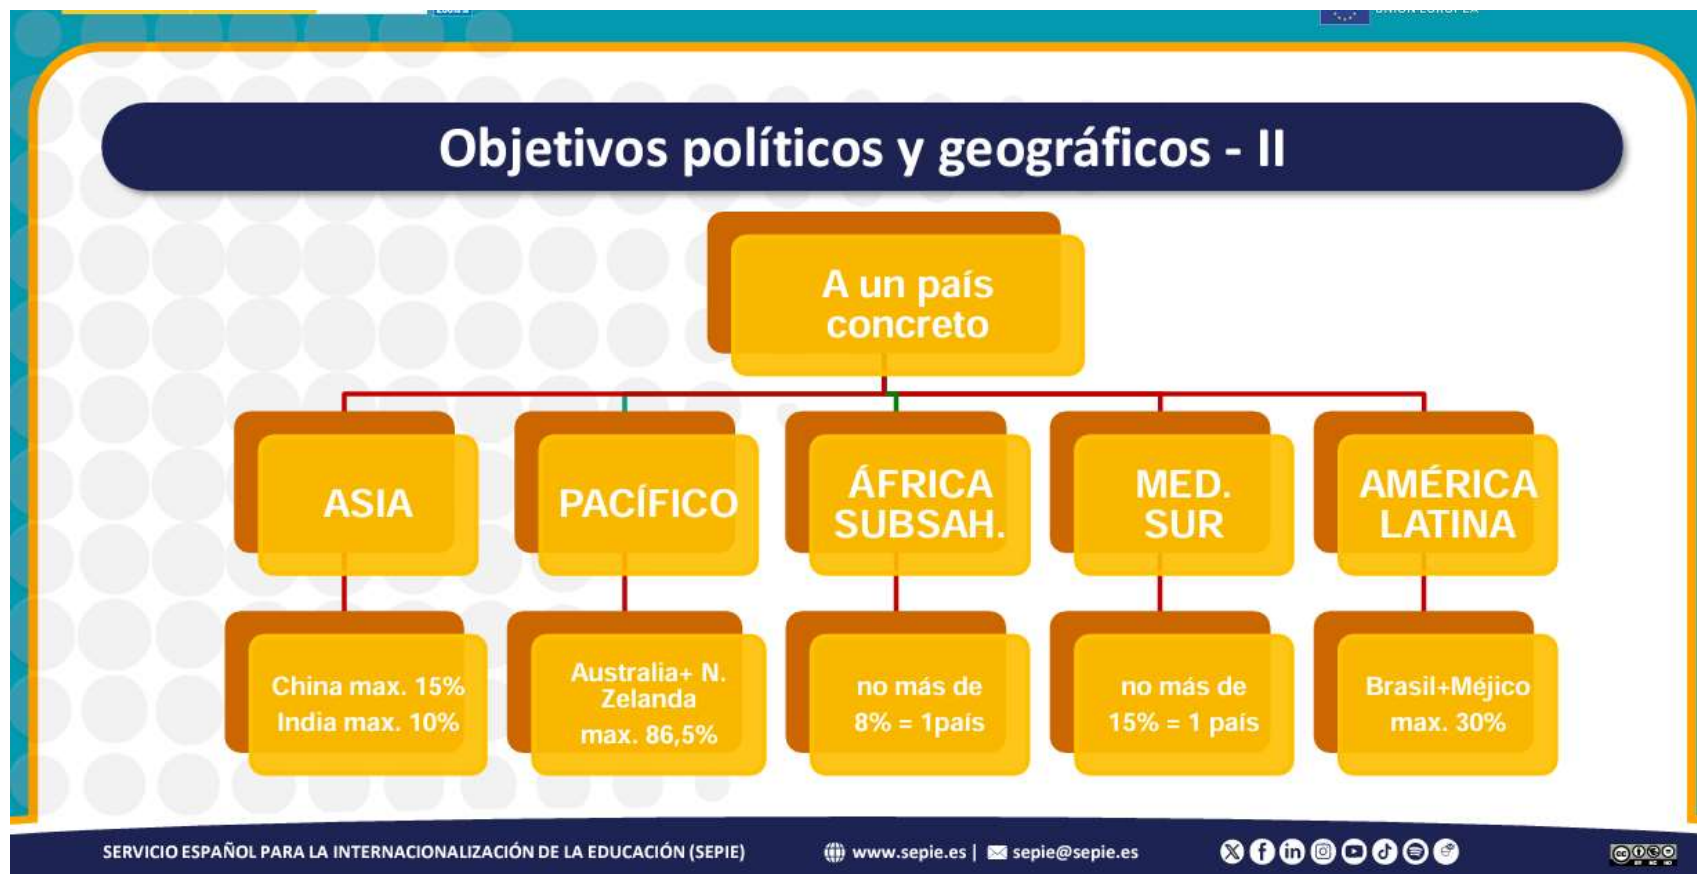 Objetivos políticos y geográficos - II
A un país
concreto
ASIA
PACÍFICO
ÁFRICA
SUBSAH.
MED.
SUR
AMÉRICA
LATINA
China max. 15%
India max. 10%
Australia+ N.
Zelanda
max. 86,5%
no más de
8% = 1país
no más de
15% = 1 país
Brasil+Méjico
max. 30%
SERVICIO ESPAÑOL PARA LA INTERNACIONALIZACIÓN DE LA EDUCACIÓN (SEPIE)
www.sepie.es | sepie@sepie.es